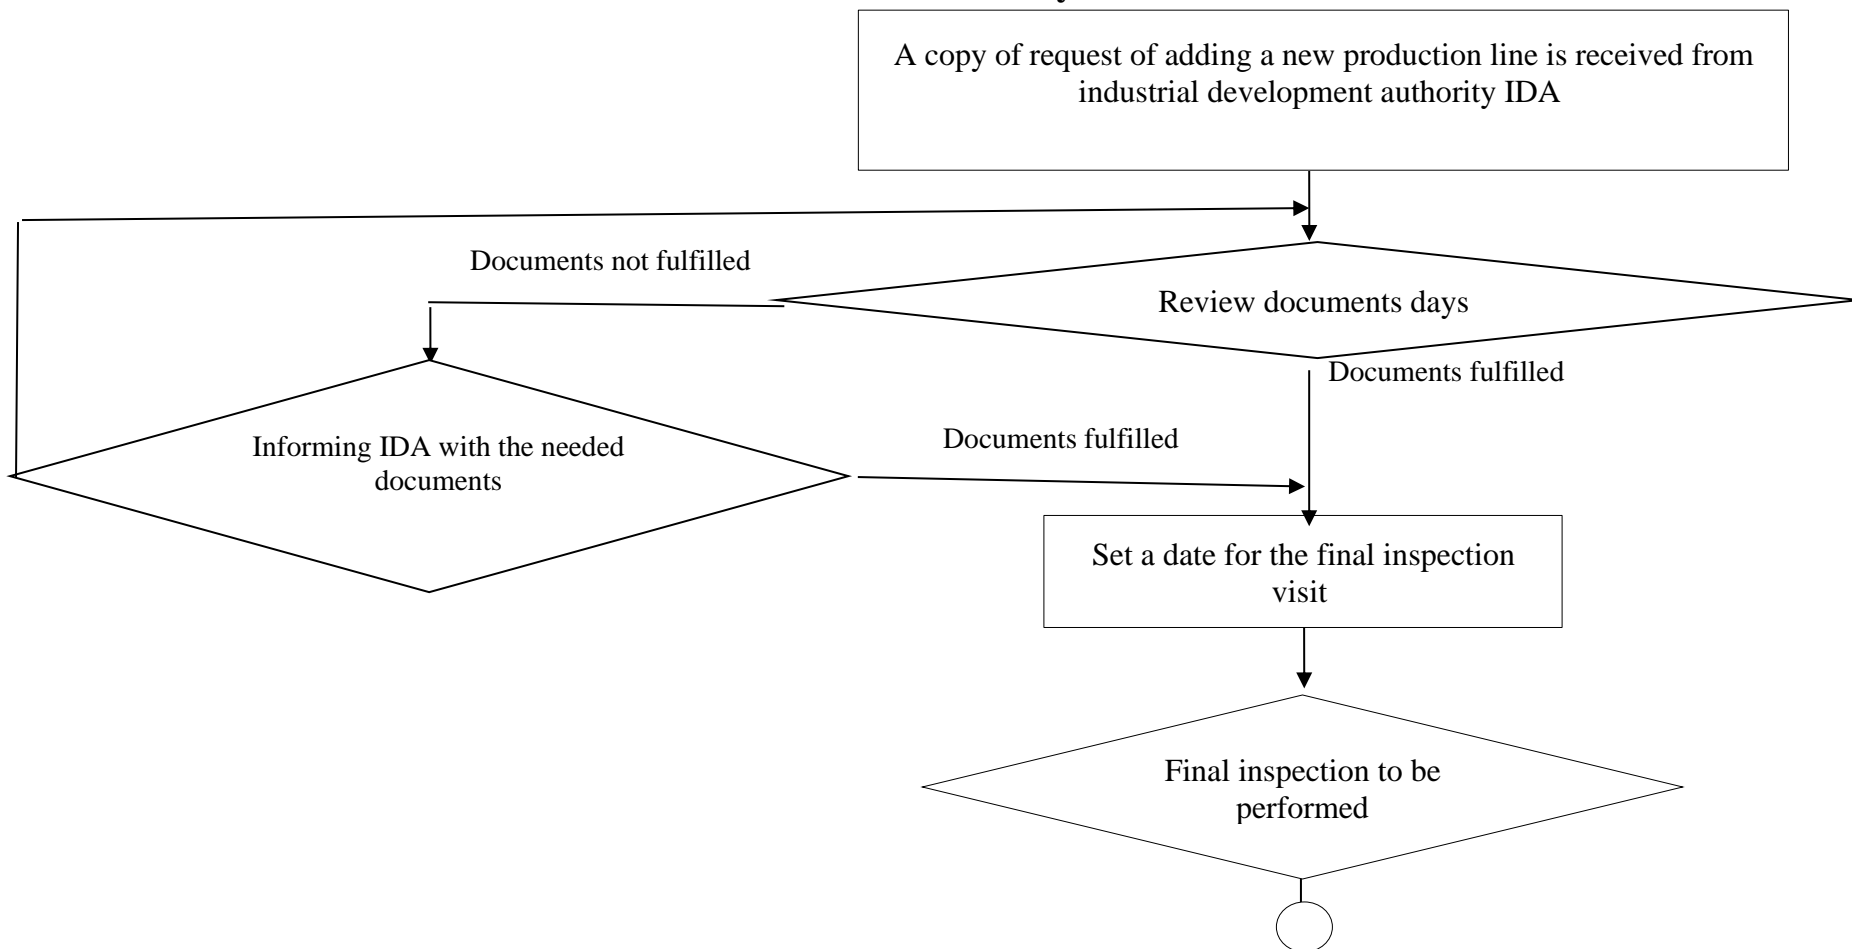 A copy of request of adding a new production line is received from
industrial development authority IDA
Documents not fulfilled
Review documents days
Documents fulfilled
Informing IDA with the needed
documents
Documents fulfilled
Set a date for the final inspection
visit
Final inspection to be
performed